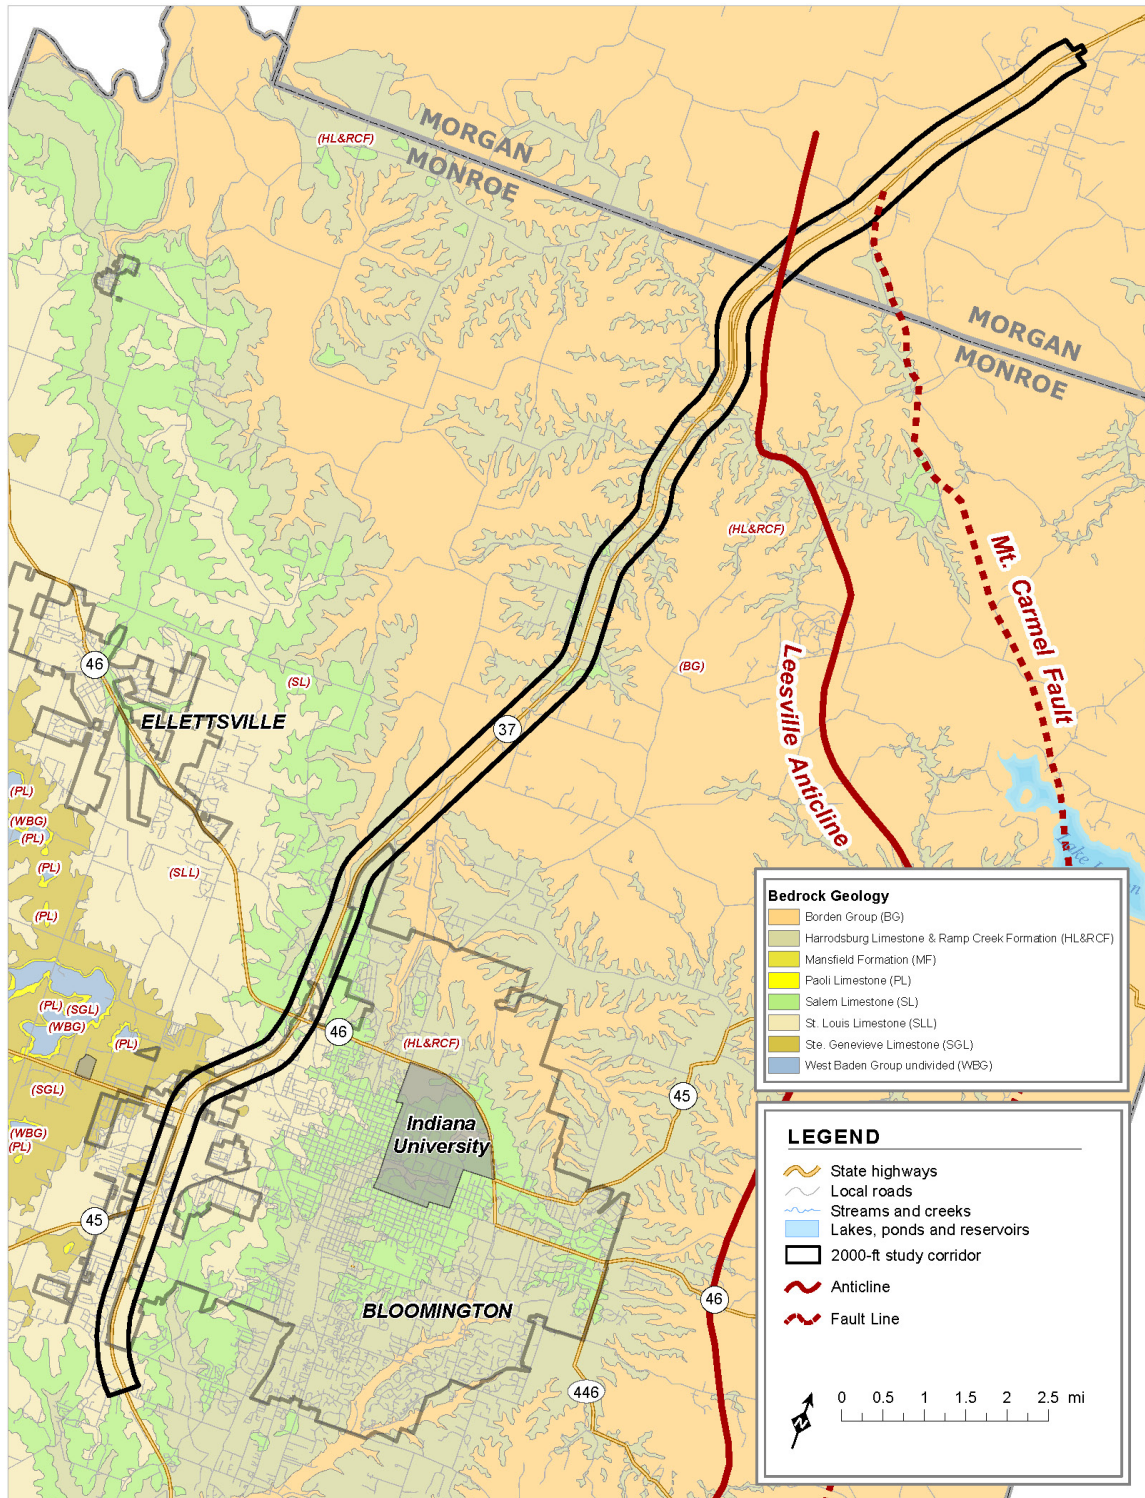 MORGAN
MONROE
(HL&RCF)
MORGAN
MONROE
(HL&RCF)
Mt. Carmel Fault
Leesville Anticline
(BG)
46
(SL)
ELLETTSVILLE
37
(PL)
(WBG)
(PL)
(PL)
(SLL)
(PL)
(PL)
(SGL)
(WBG)
(PL)
46
(HL&RCF)
(SGL)
45
Indiana
University
(WBG)
(PL)
45
46
BLOOMINGTON
446
Lake
Bedrock Geology
Borden Group (BG)
Harrodsburg Limestone & Ramp Creek Formation (HL&RCF)
Mansfield Formation (MF)
Paoli Limestone (PL)
Salem Limestone (SL)
St. Louis Limestone (SLL)
Ste. Genevieve Limestone (SGL)
West Baden Group undivided (WBG)
LEGEND
State highways
Local roads
Streams and creeks
Lakes, ponds and reservoirs
2000-ft study corridor
Anticline
Fault Line
N
0 0.5 1 1.5 2 2.5 mi